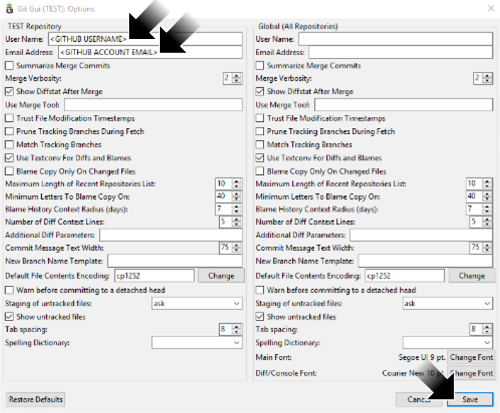 Git Gui (TEST): Options
TEST Repository
User Name: <GITHUB USERNAME>
Email Address: <GITHUB ACCOUNT EMAIL>
Summarize Merge Commits
Merge Verbosity: 2
Show Diffstat After Merge
Use Merge Tool:
Trust File Modification Timestamps
Prune Tracking Branches During Fetch
Match Tracking Branches
Use Textconv For Diffs and Blames
Blame Copy Only On Changed Files
Maximum Length of Recent Repositories List: 10
Minimum Letters To Blame Copy On: 40
Blame History Context Radius (days): 7
Number of Diff Context Lines: 5
Additional Diff Parameters:
Commit Message Text Width: 75
New Branch Name Template:
Default File Contents Encoding: cp1252 Change
Warn before committing to a detached head
Staging of untracked files: ask
Show untracked files
Tab spacing: 8
Spelling Dictionary:
Global (All Repositories)
User Name:
Email Address:
Summarize Merge Commits
Merge Verbosity: 2
Show Diffstat After Merge
Use Merge Tool:
Trust File Modification Timestamps
Prune Tracking Branches During Fetch
Match Tracking Branches
Use Textconv For Diffs and Blames
Blame Copy Only On Changed Files
Maximum Length of Recent Repositories List: 10
Minimum Letters To Blame Copy On: 40
Blame History Context Radius (days): 7
Number of Diff Context Lines: 5
Additional Diff Parameters:
Commit Message Text Width: 75
New Branch Name Template:
Default File Contents Encoding: cp1252 Change
Warn before committing to a detached head
Staging of untracked files: ask
Show untracked files
Tab spacing: 8
Spelling Dictionary:
Main Font: Segoe UI 9 pt. Change Font
Diff/Console Font: Courier New 10 pt. Change Font
Restore Defaults
Save